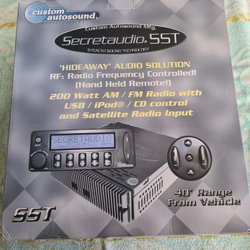 custom
autosound
Custom Autosound Mfg.
Secretaudio® SST
STEALTH SOUND TECHNOLOGY
'HIDEAWAY' AUDIO SOLUTION
RF: Radio Frequency Controlled!
[Hand Held Remote!]
200 Watt AM / FM Radio with
USB / iPod® / CD control
and Satellite Radio Input
SECRETAUDIO
40' Range
From Vehicle
SST